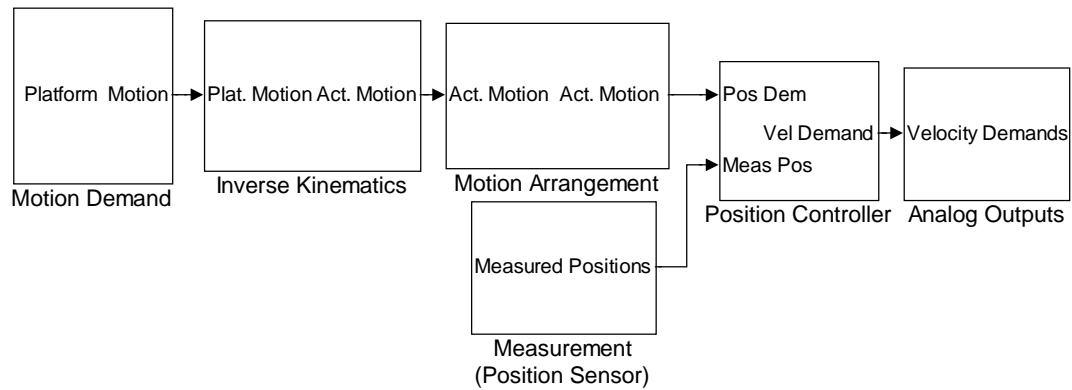 Platform Motion
Plat. Motion Act. Motion
Act. Motion Act. Motion
Pos Dem
Vel Demand
Meas Pos
Velocity Demands
Motion Demand
Inverse Kinematics
Motion Arrangement
Position Controller
Analog Outputs
Measured Positions
Measurement
(Position Sensor)